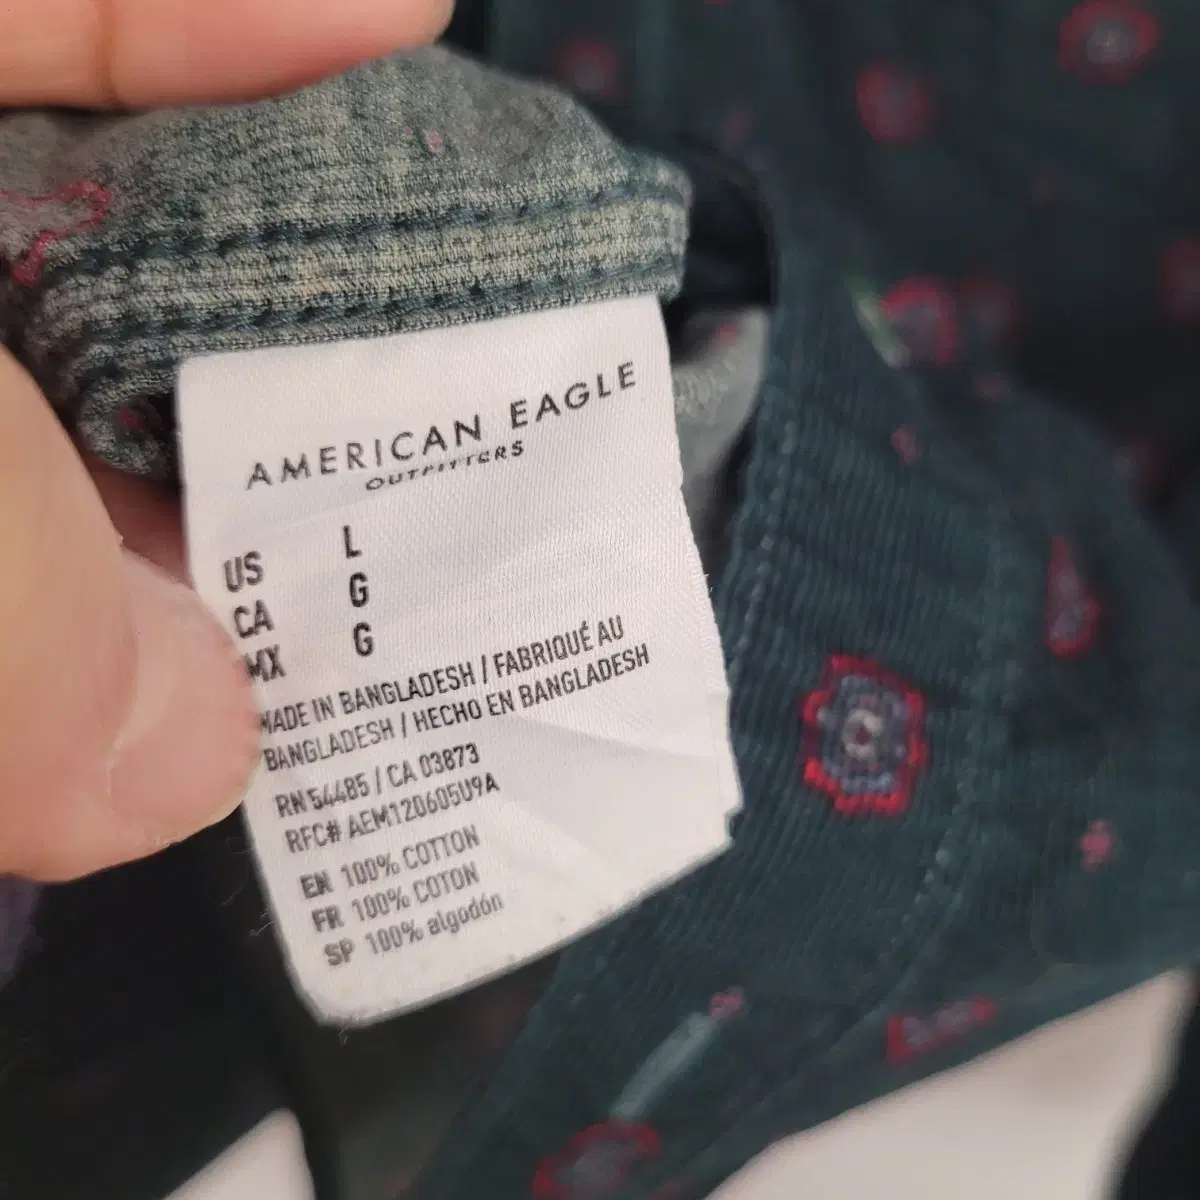 AMERICAN EAGLE
OUTFITTERS
US L
CA G
MX G
MADE IN BANGLADESH / FABRIQUÉ AU
BANGLADESH / HECHO EN BANGLADESH
RN 54485 / CA 03873
RFC# AEM120605U9A
EN 100% COTTON
FR 100% COTON
SP 100% algodón